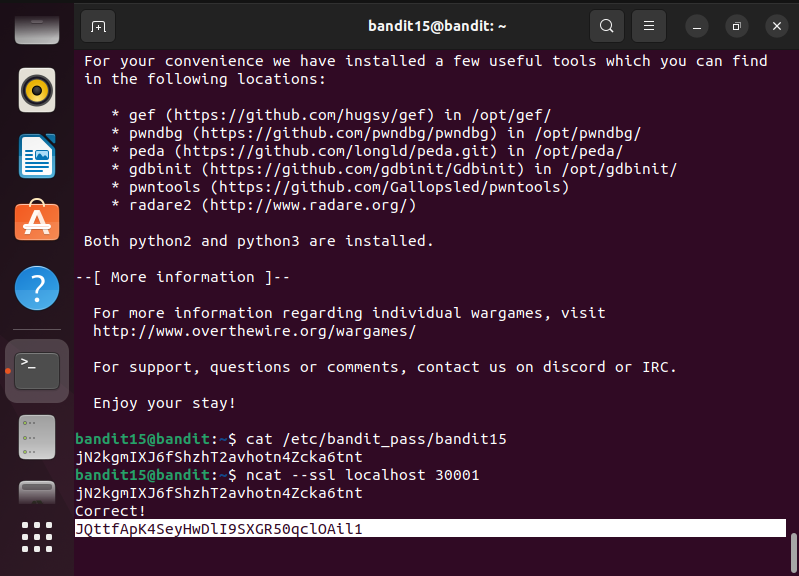 bandit15@bandit: ~
For your convenience we have installed a few useful tools which you can find
in the following locations:
* gef (https://github.com/hugsy/gef) in /opt/gef/
* pwndbg (https://github.com/pwndbg/pwndbg) in /opt/pwndbg/
* peda (https://github.com/longld/peda.git) in /opt/peda/
* gdbinit (https://github.com/gdbinit/Gdbinit) in /opt/gdbinit/
* pwntools (https://github.com/Gallopsled/pwntools)
* radare2 (http://www.radare.org/)
Both python2 and python3 are installed.
--[ More information ]--
For more information regarding individual wargames, visit
http://www.overthewire.org/wargames/
For support, questions or comments, contact us on discord or IRC.
Enjoy your stay!
bandit15@bandit:~$ cat /etc/bandit_pass/bandit15
jN2kgmIXJ6fShzhT2avhotn4Zcka6tnt
bandit15@bandit:~$ ncat --ssl localhost 30001
jN2kgmIXJ6fShzhT2avhotn4Zcka6tnt
Correct!
JQttfApK4SeyHwDlI9SXGR50qclOAil1